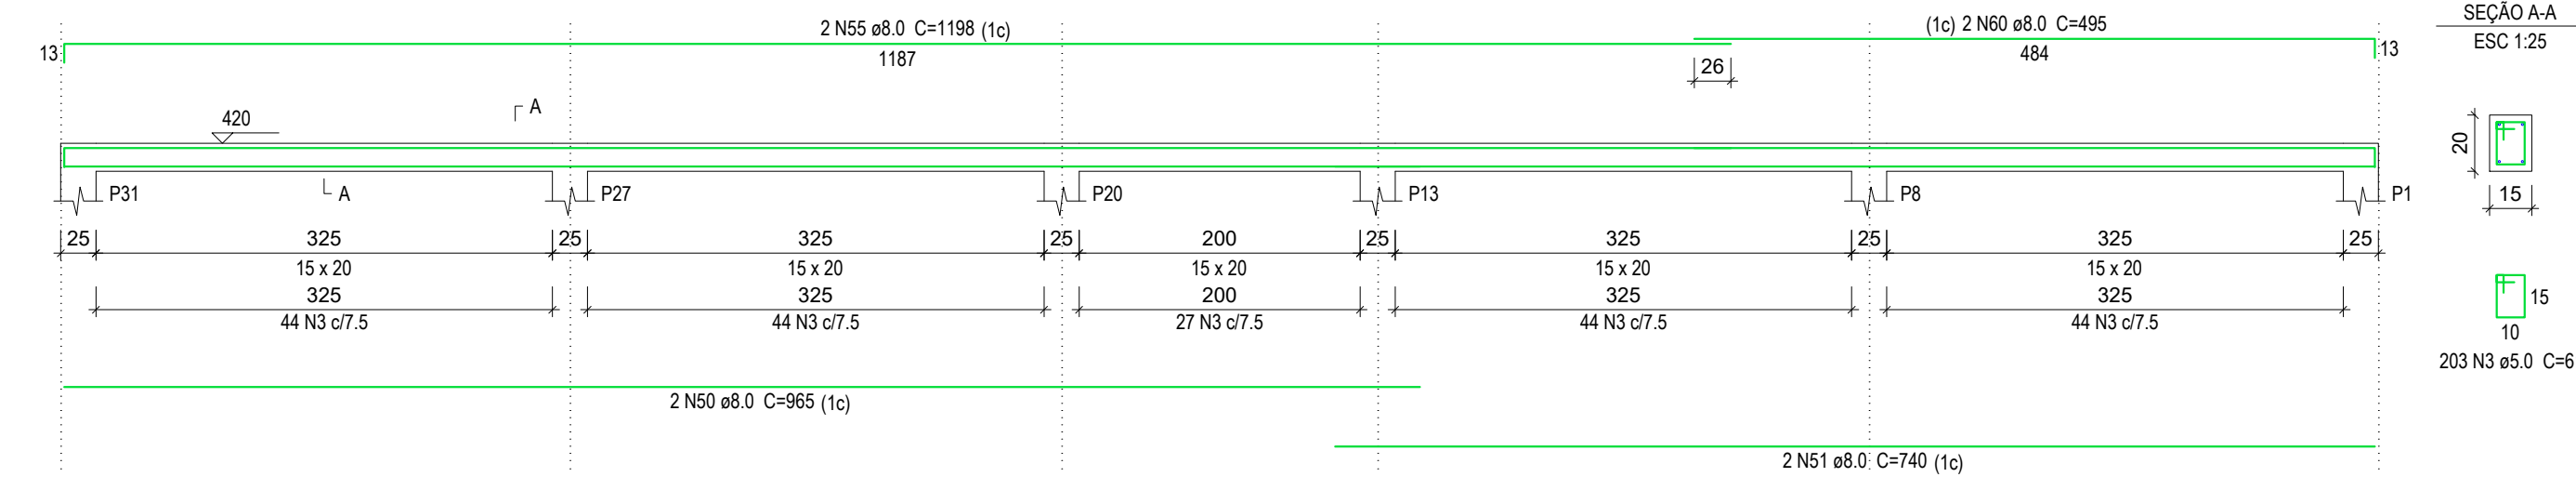 2 N55 ø8.0 C=1198 (1c)
(1c) 2 N60 ø8.0 C=495
SEÇÃO A-A
13
1187
484
13
ESC 1:25
26
420
A
20
A
P31
P27
P20
P13
P8
P1
15
25 325 25 325 25 200 25 325 25 325 25
15 x 20 15 x 20 15 x 20 15 x 20 15 x 20
325 325 200 325 325
44 N3 c/7.5 44 N3 c/7.5 27 N3 c/7.5 44 N3 c/7.5 44 N3 c/7.5
15
10
203 N3 ø5.0 C=6
2 N50 ø8.0 C=965 (1c)
2 N51 ø8.0 C=740 (1c)